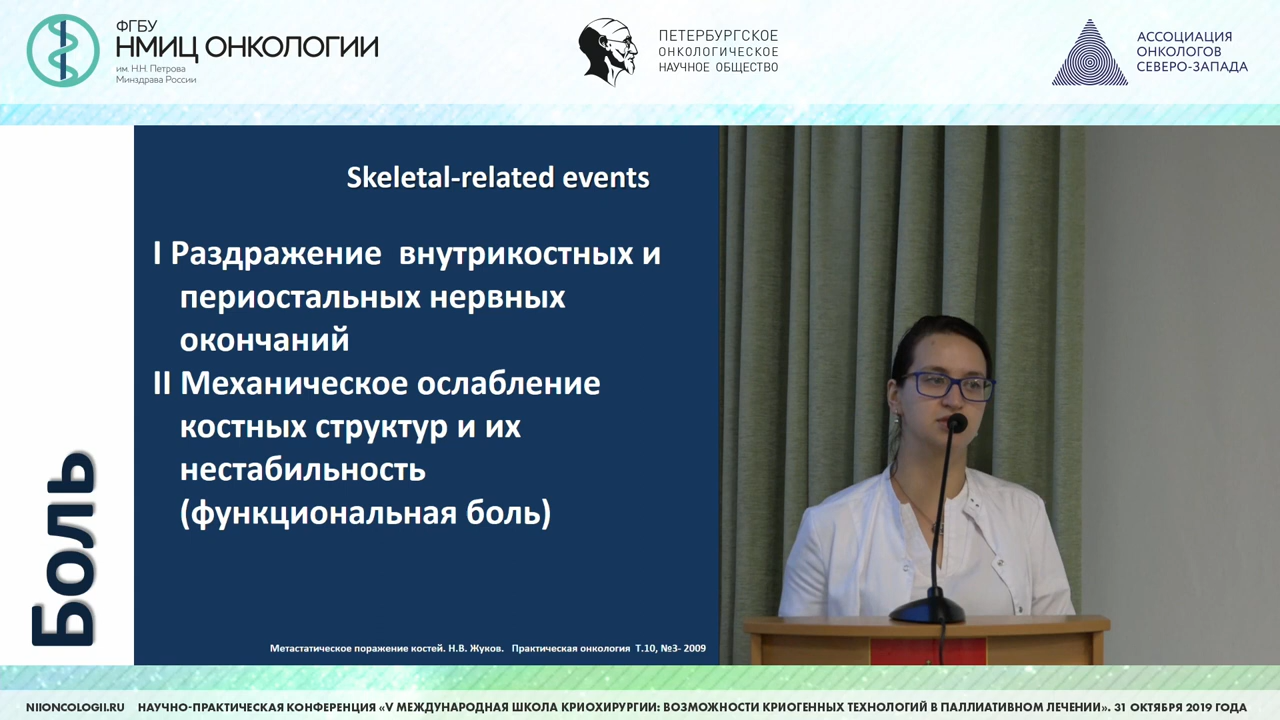 ФГБУ
НМИЦ ОНКОЛОГИИ
им. Н.Н. Петрова
Минздрава России
ПЕТЕРБУРГСКОЕ
ОНКОЛОГИЧЕСКОЕ
НАУЧНОЕ ОБЩЕСТВО
АССОЦИАЦИЯ
ОНКОЛОГОВ
СЕВЕРО-ЗАПАДА
Боль
Skeletal-related events
I Раздражение внутрикостных и
периостальных нервных
окончаний
II Механическое ослабление
костных структур и их
нестабильность
(функциональная боль)
Метастатическое поражение костей. Н.В. Жуков. Практическая онкология Т.10, №3- 2009
NIIONCOLOGII.RU НАУЧНО-ПРАКТИЧЕСКАЯ КОНФЕРЕНЦИЯ «V МЕЖДУНАРОДНАЯ ШКОЛА КРИОХИРУРГИИ: ВОЗМОЖНОСТИ КРИОГЕННЫХ ТЕХНОЛОГИЙ В ПАЛЛИАТИВНОМ ЛЕЧЕНИИ». 31 ОКТЯБРЯ 2019 ГОДА